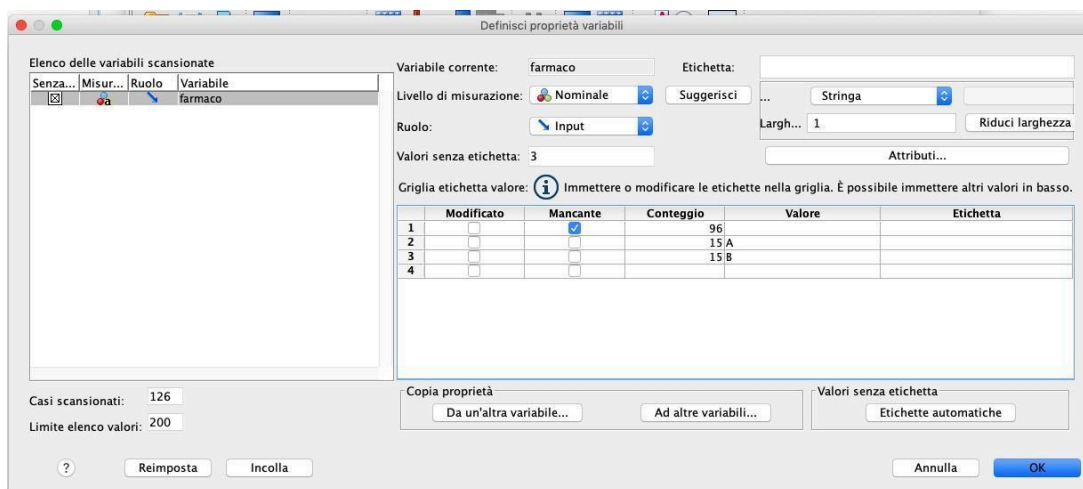 Definisci proprietà variabili
Elenco delle variabili scansionate
Senza... Misur... Ruolo Variabile
a farmaco
Variabile corrente: farmaco Etichetta:
Livello di misurazione: Nominale Suggerisci ... Stringa
Ruolo: Input Largh... 1 Riduci larghezza
Valori senza etichetta: 3 Attributi...
Griglia etichetta valore: i Immettere o modificare le etichette nella griglia. È possibile immettere altri valori in basso.
Modificato Mancante Conteggio Valore Etichetta
1 96
2 15 A
3 15 B
4
Casi scansionati: 126
Limite elenco valori: 200
Copia proprietà
Da un'altra variabile... Ad altre variabili...
Valori senza etichetta
Etichette automatiche
? Reimposta Incolla Annulla OK